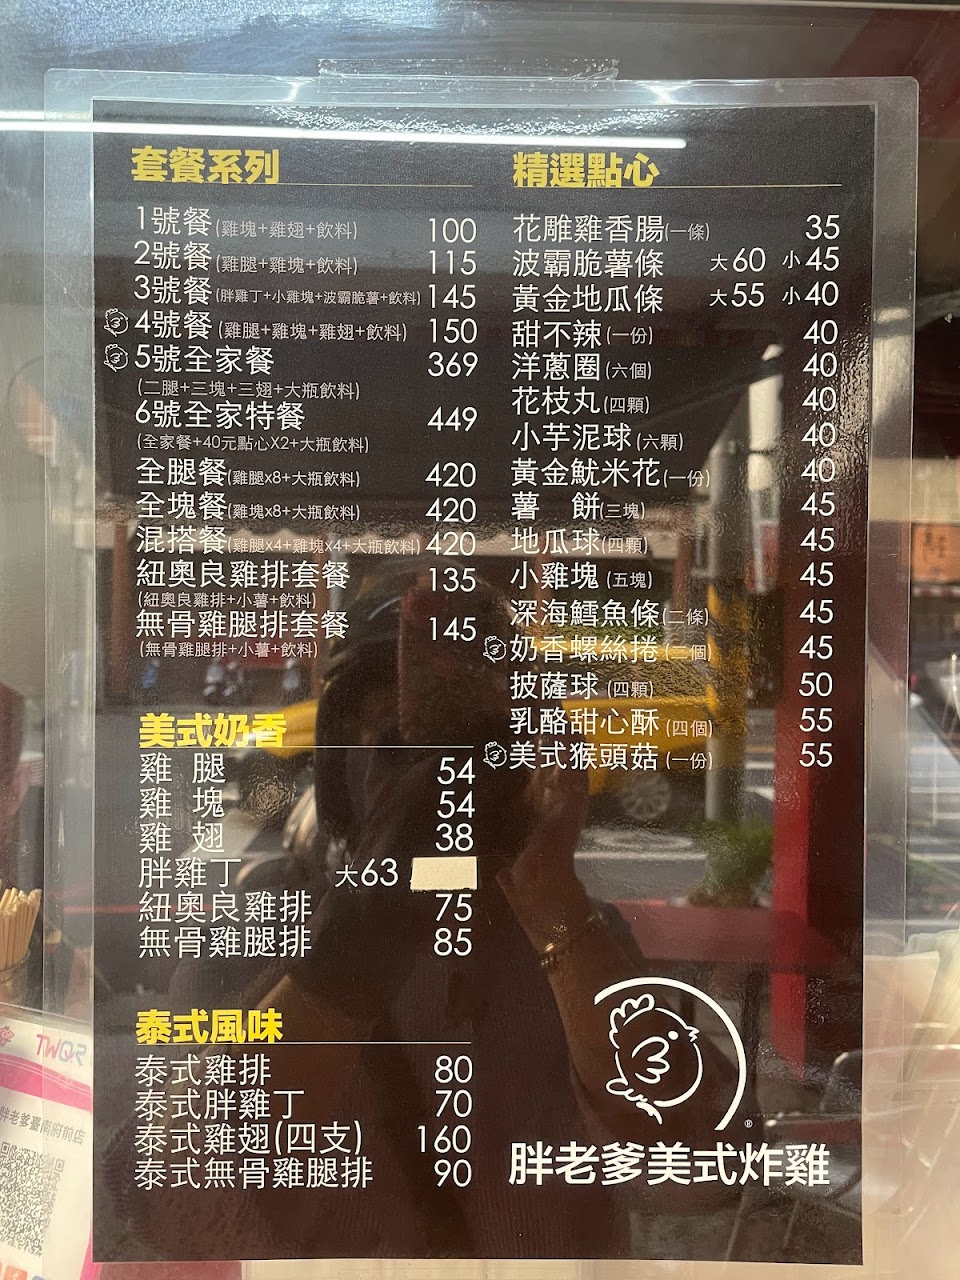 套餐系列
1號餐(雞塊+雞翅+飲料) 100
2號餐(雞腿+雞塊+飲料) 115
3號餐(胖雞丁+小雞塊+波霸脆薯+飲料) 145
4號餐(雞腿+雞塊+雞翅+飲料) 150
5號全家餐 369
(二腿+三塊+三翅+大瓶飲料)
6號全家特餐 449
(全家餐+40元點心X2+大瓶飲料)
全腿餐(雞腿x8+大瓶飲料) 420
全塊餐(雞塊x8+大瓶飲料) 420
混搭餐(雞腿x4+雞塊x4+大瓶飲料) 420
紐奧良雞排套餐 135
(紐奧良雞排+小薯+飲料)
無骨雞腿排套餐 145
(無骨雞腿排+小薯+飲料)
美式奶香
雞 腿 54
雞 塊 54
雞 翅 38
胖雞丁 大63
紐奧良雞排 75
無骨雞腿排 85
泰式風味
泰式雞排 80
泰式胖雞丁 70
泰式雞翅(四支) 160
泰式無骨雞腿排 90
精選點心
花雕雞香腸(一條) 35
波霸脆薯條 大60 小45
黃金地瓜條 大55 小40
甜不辣(一份) 40
洋蔥圈(六個) 40
花枝丸(四顆) 40
小芋泥球(六顆) 40
黃金魷米花(一份) 40
薯 餅(三塊) 45
地瓜球(四顆) 45
小雞塊(五塊) 45
深海鱈魚條(二條) 45
奶香螺絲捲(二個) 45
披薩球(四顆) 50
乳酪甜心酥(四個) 55
美式猴頭菇(一份) 55
®
胖老爹美式炸雞
TWQR
胖老爹臺南府前店